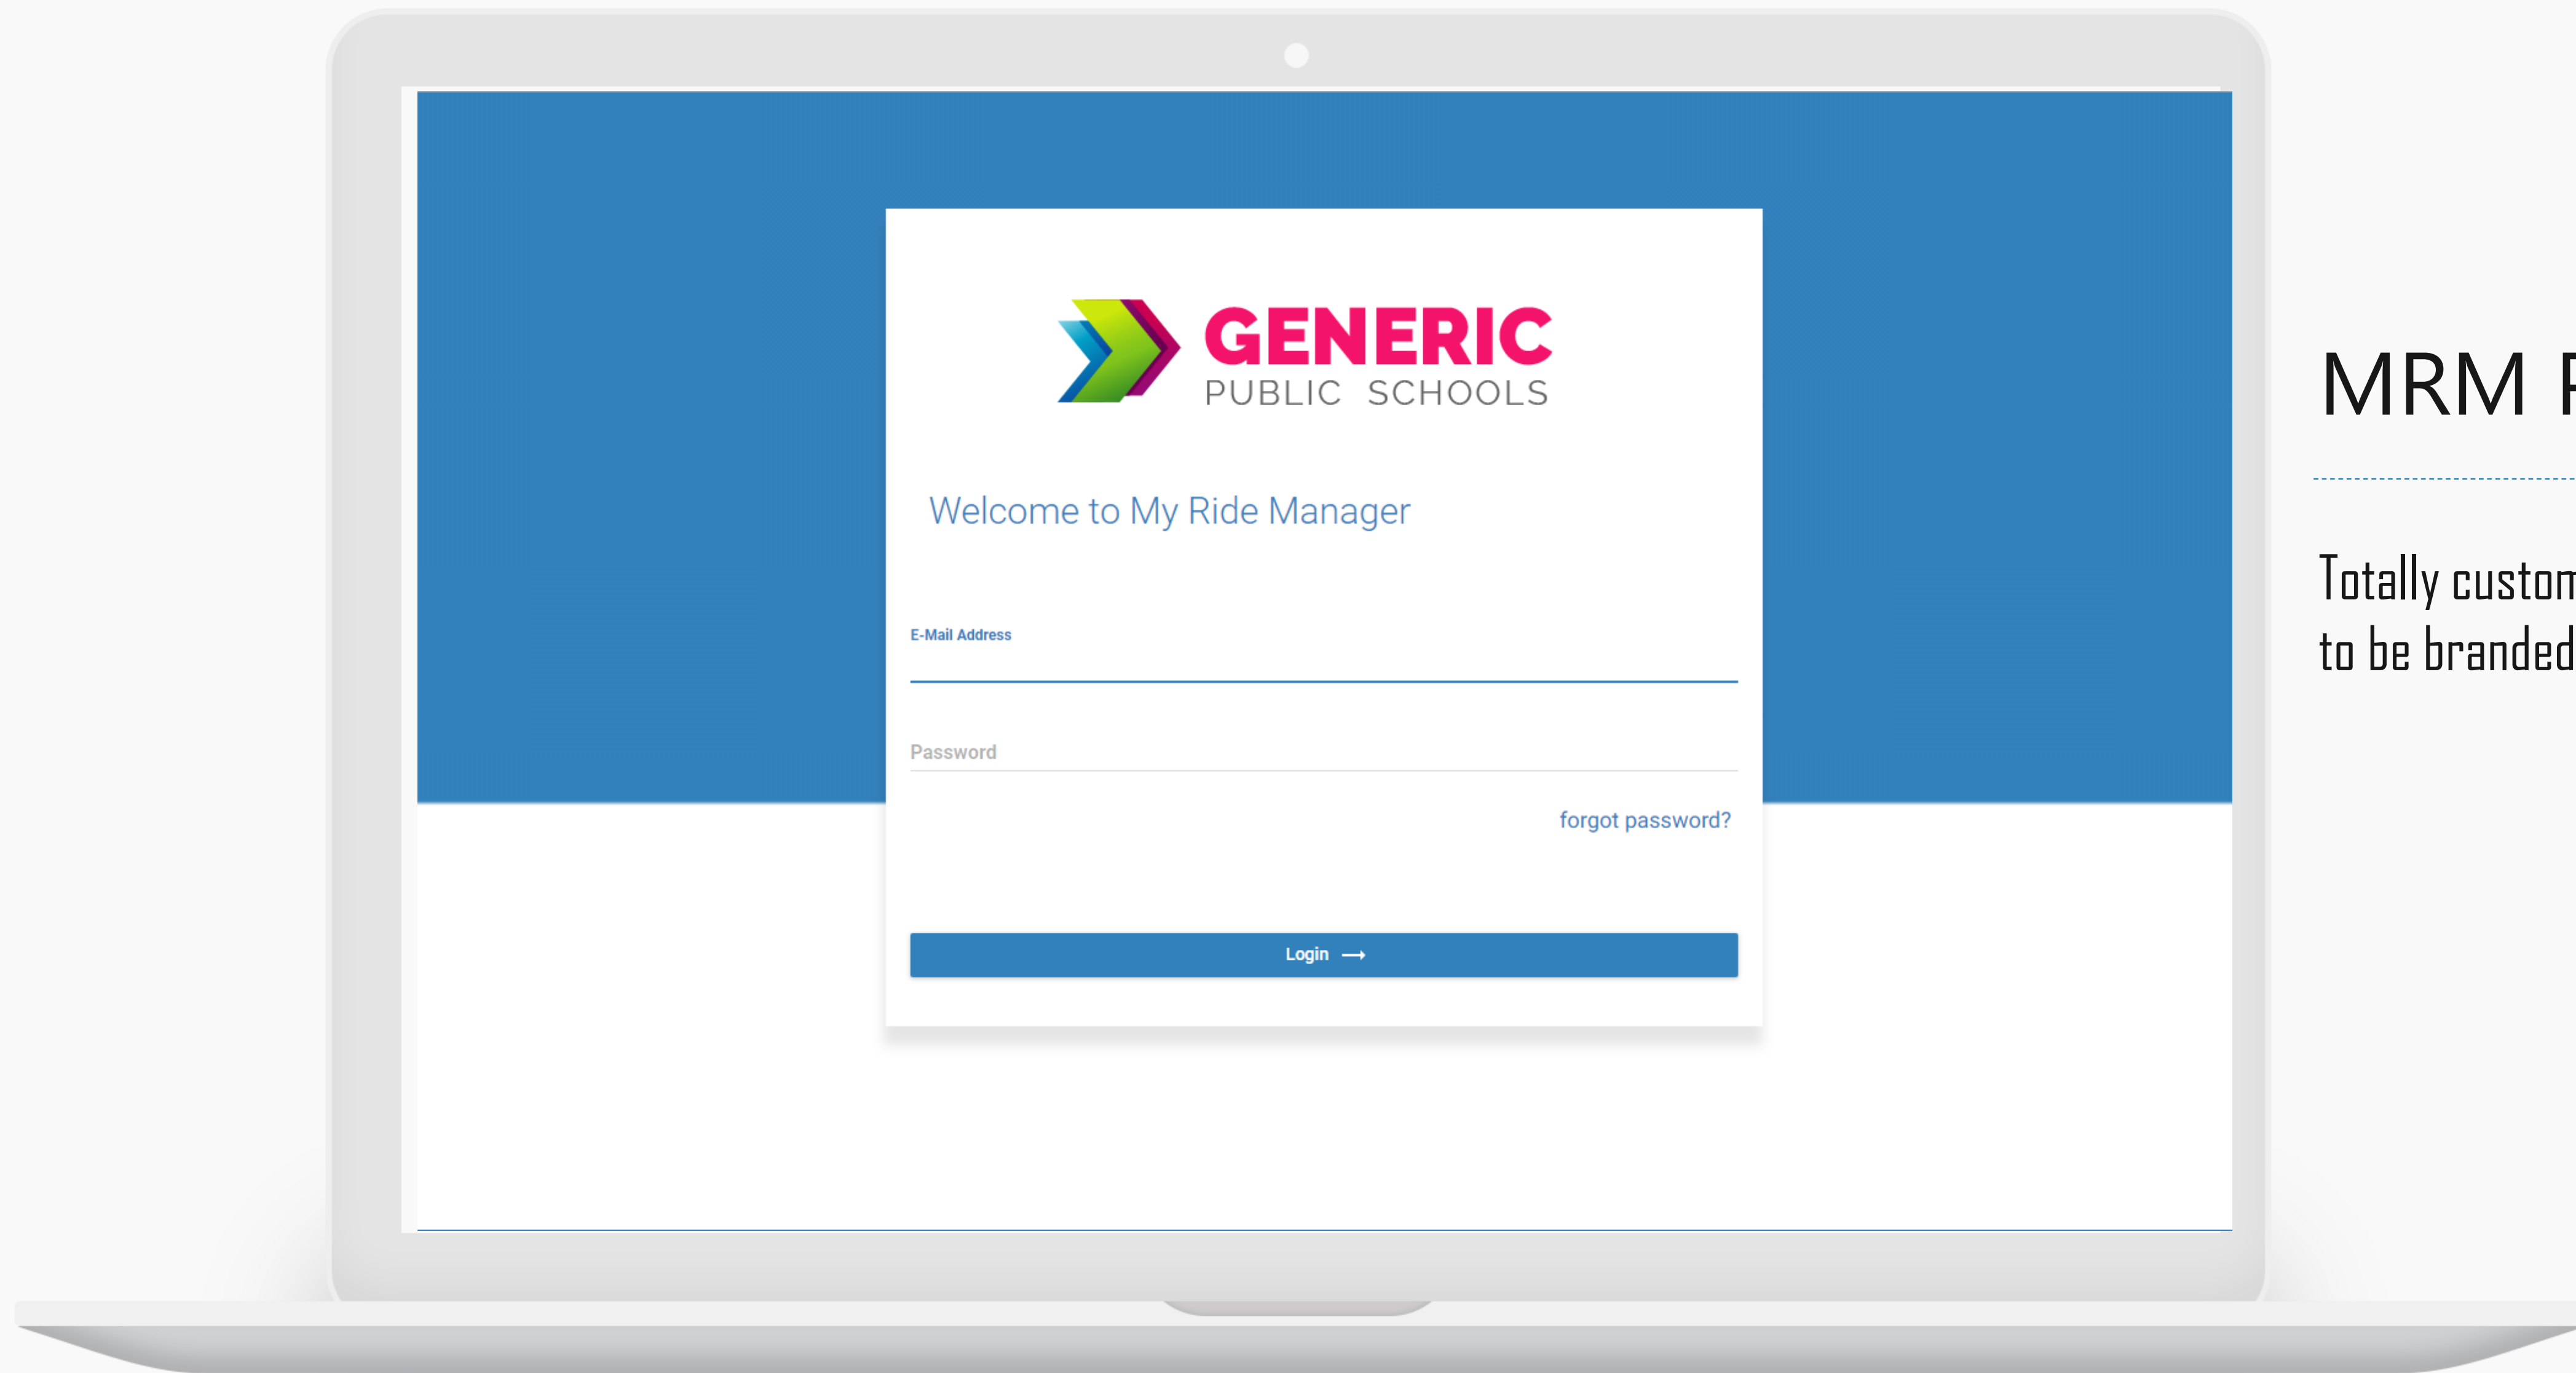 GENERIC
PUBLIC SCHOOLS
Welcome to My Ride Manager
E-Mail Address
Password
forgot password?
Login
MRM
Totally
to be branded